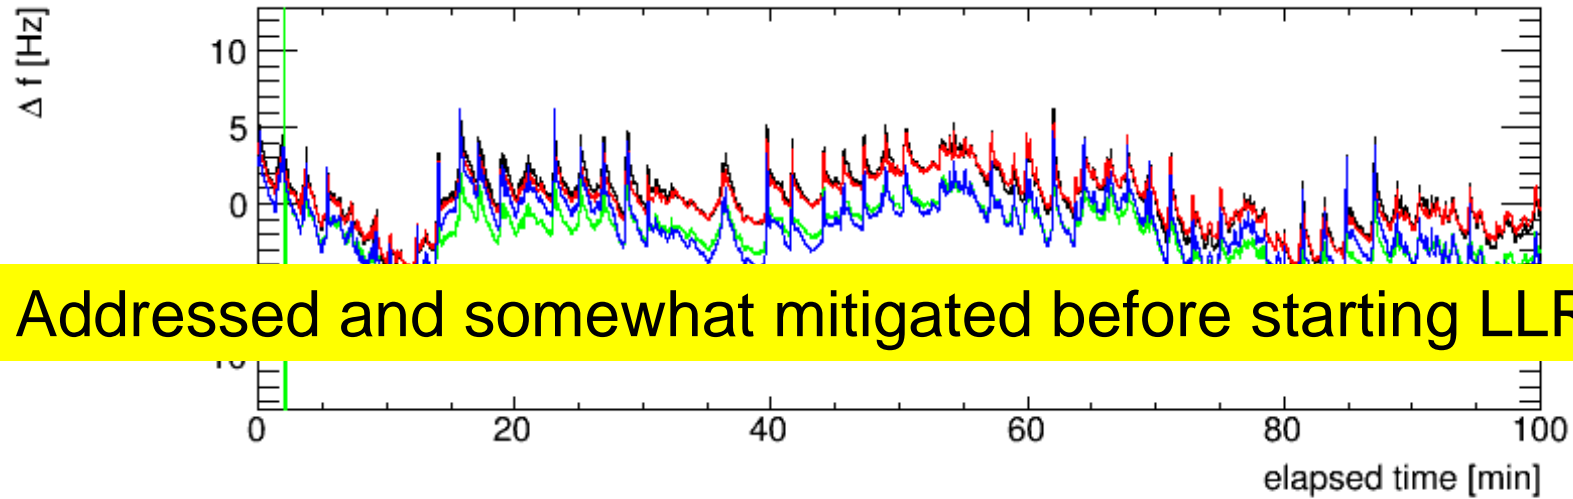 Δ f [Hz]
10
5
0
Addressed and somewhat mitigated before starting
0 20 40 60 80 100
elapsed time [min]